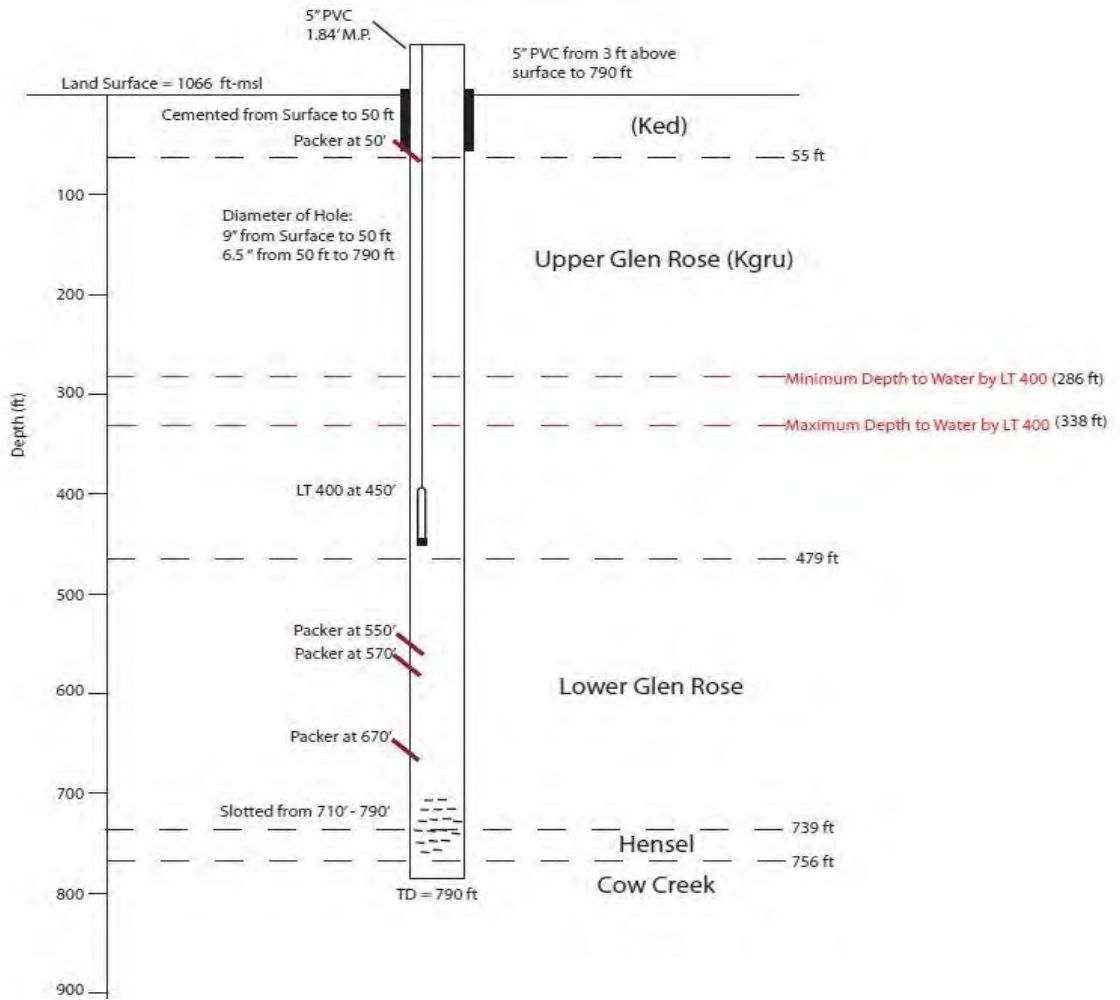 5" PVC
1.84' M.P.
5" PVC from 3 ft above
surface to 790 ft
Land Surface = 1066 ft-msl
Cemented from Surface to 50 ft
(Ked)
Packer at 50'
55 ft
100
Diameter of Hole:
9" from Surface to 50 ft
6.5 " from 50 ft to 790 ft
Upper Glen Rose (Kgru)
200
Minimum Depth to Water by LT 400 (286 ft)
300
Maximum Depth to Water by LT 400 (338 ft)
Depth (ft)
LT 400 at 450'
400
479 ft
500
Packer at 550'
Packer at 570'
600
Lower Glen Rose
Packer at 670'
700
Slotted from 710' - 790'
739 ft
Hensel
756 ft
Cow Creek
800
TD = 790 ft
900